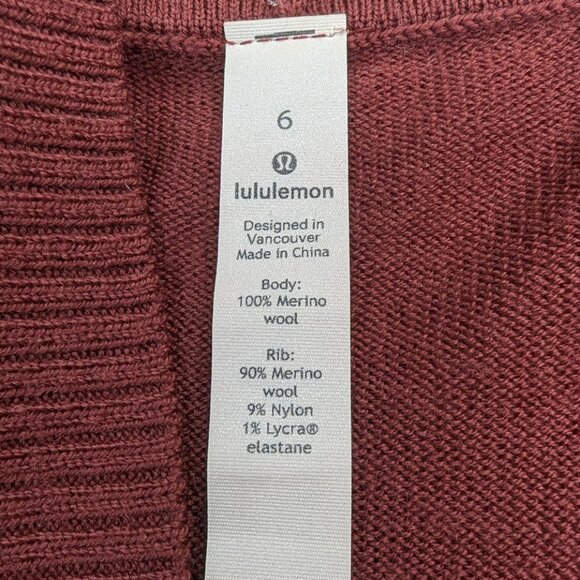 6
lululemon
Designed in
Vancouver
Made in China
Body:
100% Merino
wool
Rib:
90% Merino
wool
9% Nylon
1% Lycra®
elastane